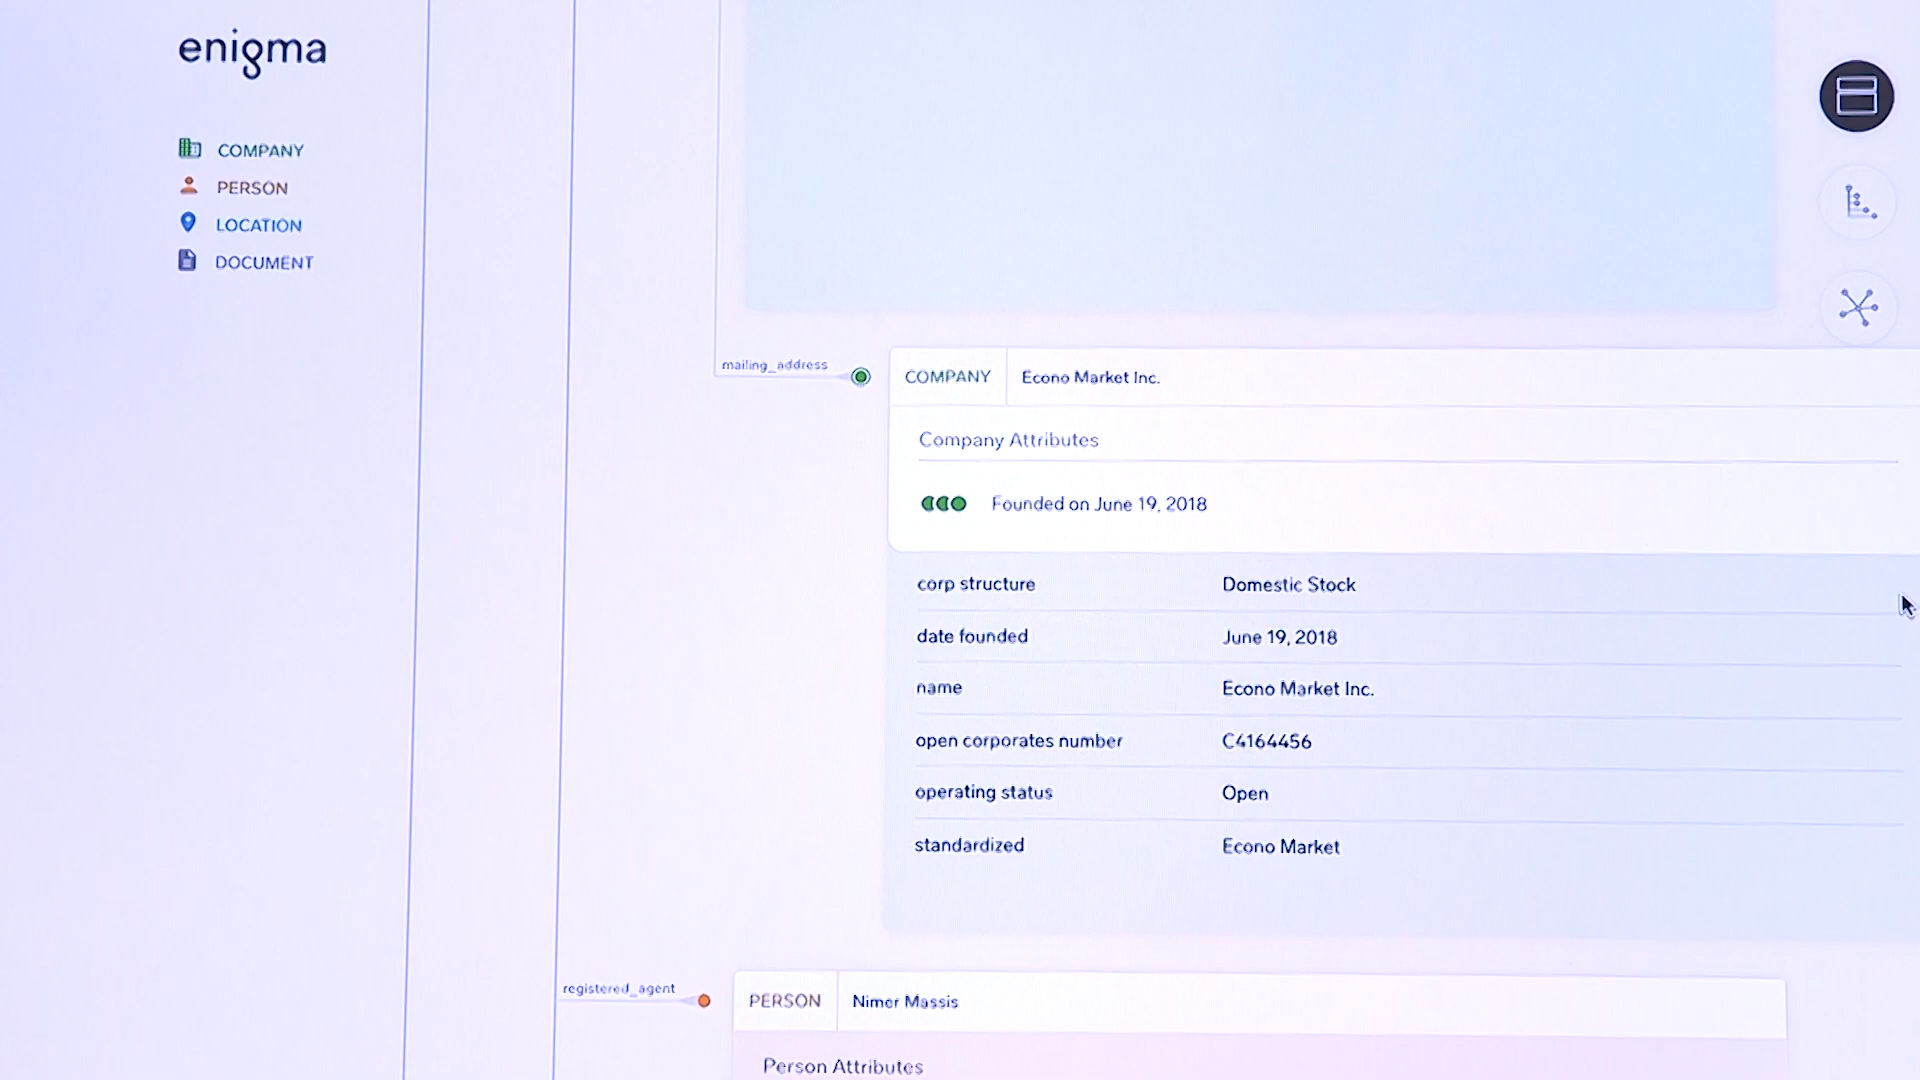 enigma
COMPANY
PERSON
LOCATION
DOCUMENT
mailing_address
COMPANY Econo Market Inc.
Company Attributes
Founded on June 19, 2018
corp structure Domestic Stock
date founded June 19, 2018
name Econo Market Inc.
open corporates number C4164456
operating status Open
standardized Econo Market
registered_agent
PERSON Nimer Massis
Person Attributes